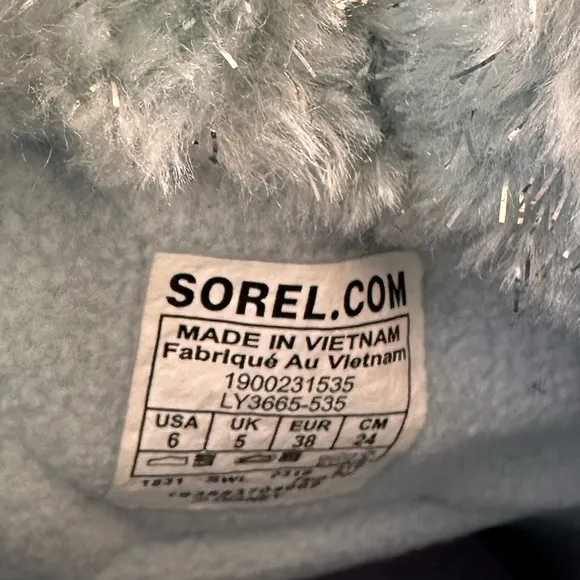 SOREL.COM
MADE IN VIETNAM
Fabriqué Au Vietnam
1900231535
LY3665-535
USA UK EUR CM
6 5 38 24
1831